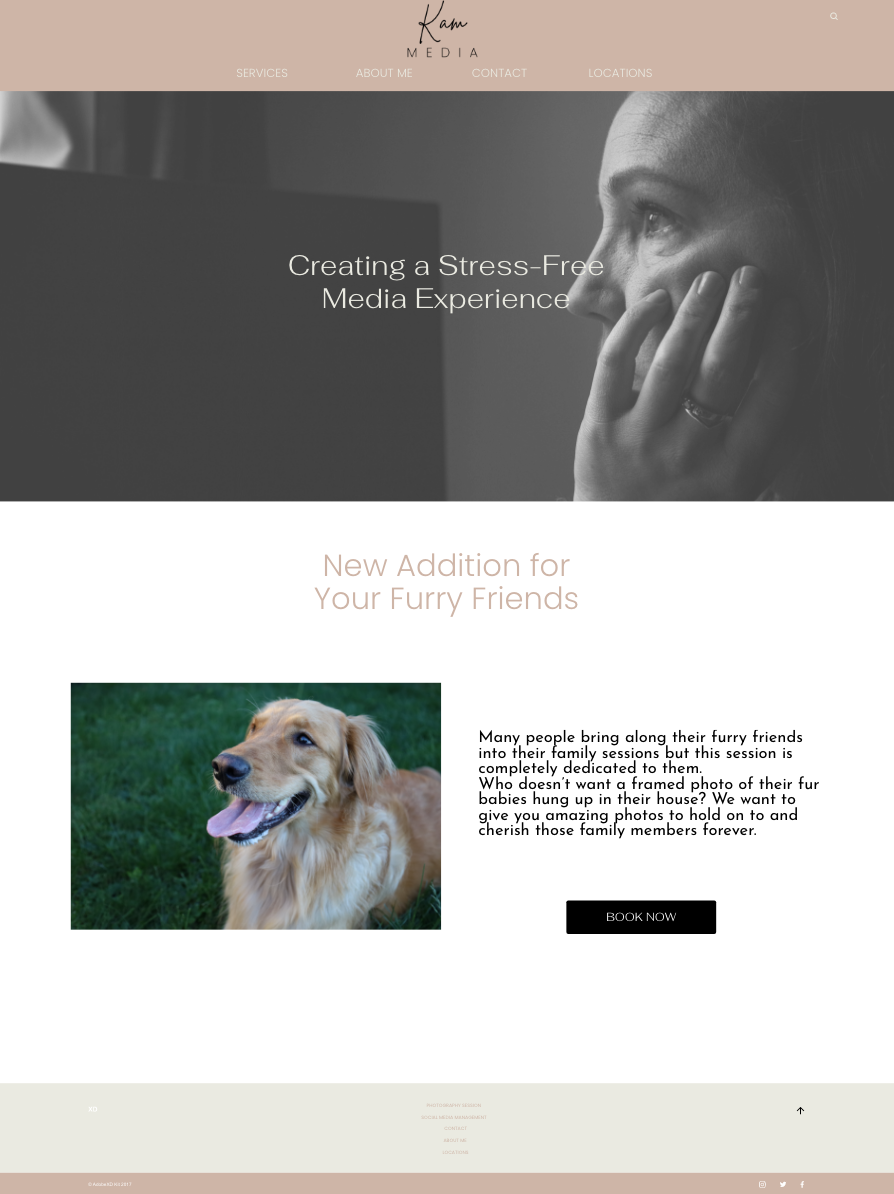 Kam
MEDIA
SERVICES ABOUT ME CONTACT LOCATIONS
Creating a Stress-Free
Media Experience
New Addition for
Your Furry Friends
Many people bring along their furry friends
into their family sessions but this session is
completely dedicated to them.
Who doesn't want a framed photo of their fur
babies hung up in their house? We want to
give you amazing photos to hold on to and
cherish those family members forever.
BOOK NOW
XD
PHOTOGRAPHY SESSION
SOCIAL MEDIA MANAGEMENT
CONTACT
ABOUT ME
LOCATIONS